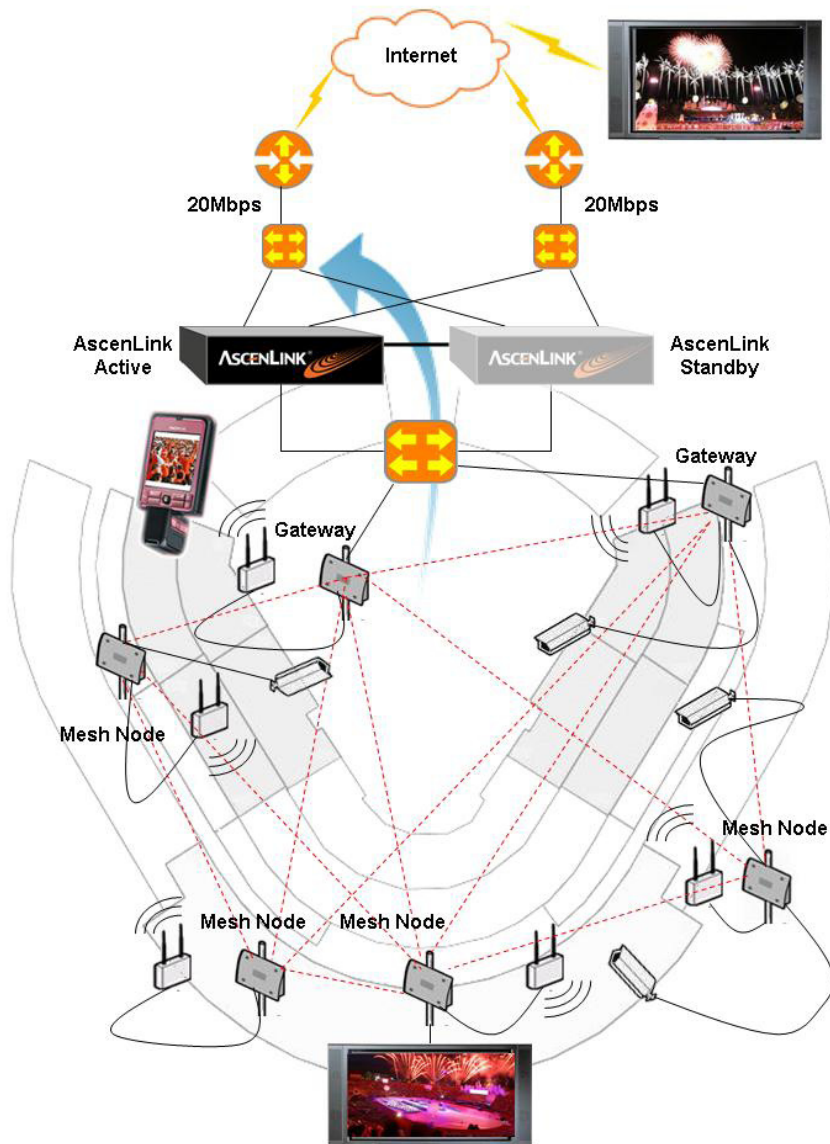 Internet
20Mbps
20Mbps
AscenLink
Active
ASCENLINK®
ASCENLINK®
AscenLink
Standby
Gateway
Gateway
Mesh Node
Mesh Node
Mesh Node
Mesh Node